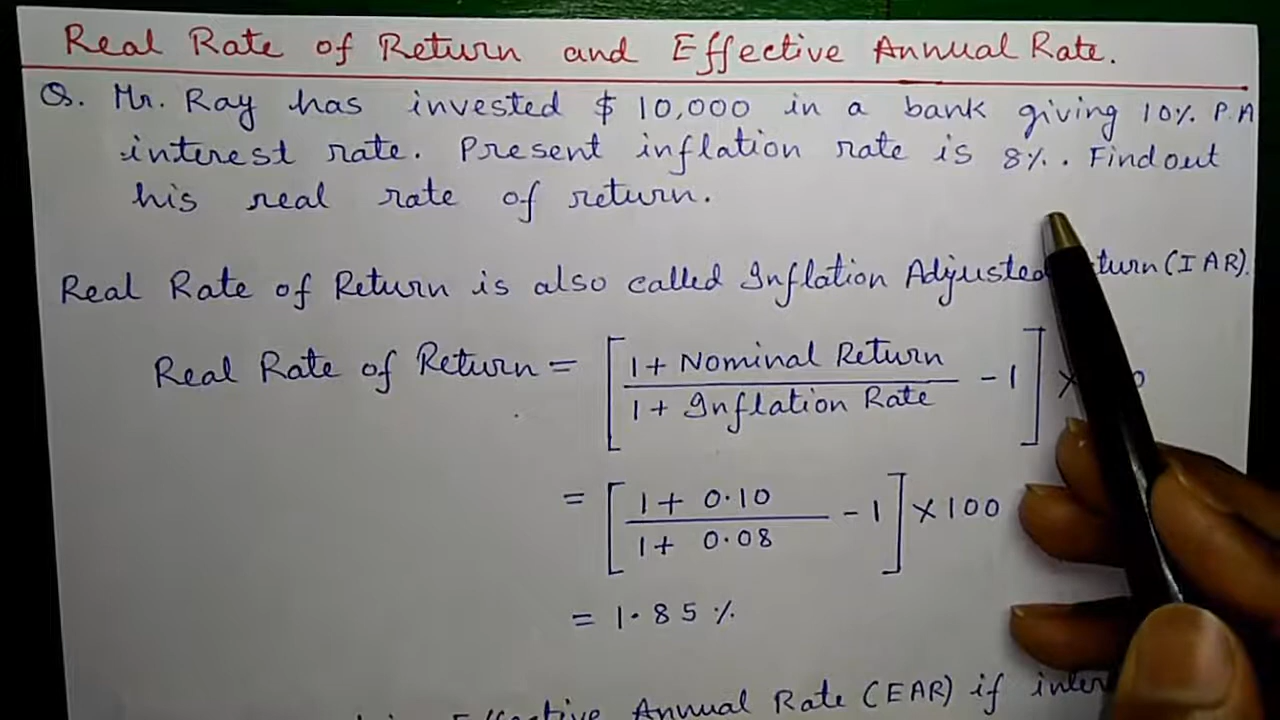 Real Rate of Return and Effective Annual Rate.
Q. Mr. Ray has invested $ 10,000 in a bank giving 10% P.A
interest rate. Present inflation rate is 8%. Find out
his real rate of return.
Real Rate of Return is also called Inflation Adjusted (IAR).
Real Rate of Return = [ 1 + Nominal Return / 1 + Inflation Rate - 1 ] ×
= [ 1 + 0.10 / 1 + 0.08 - 1 ] × 100
= 1.85 %
Annual Rate (EAR) if